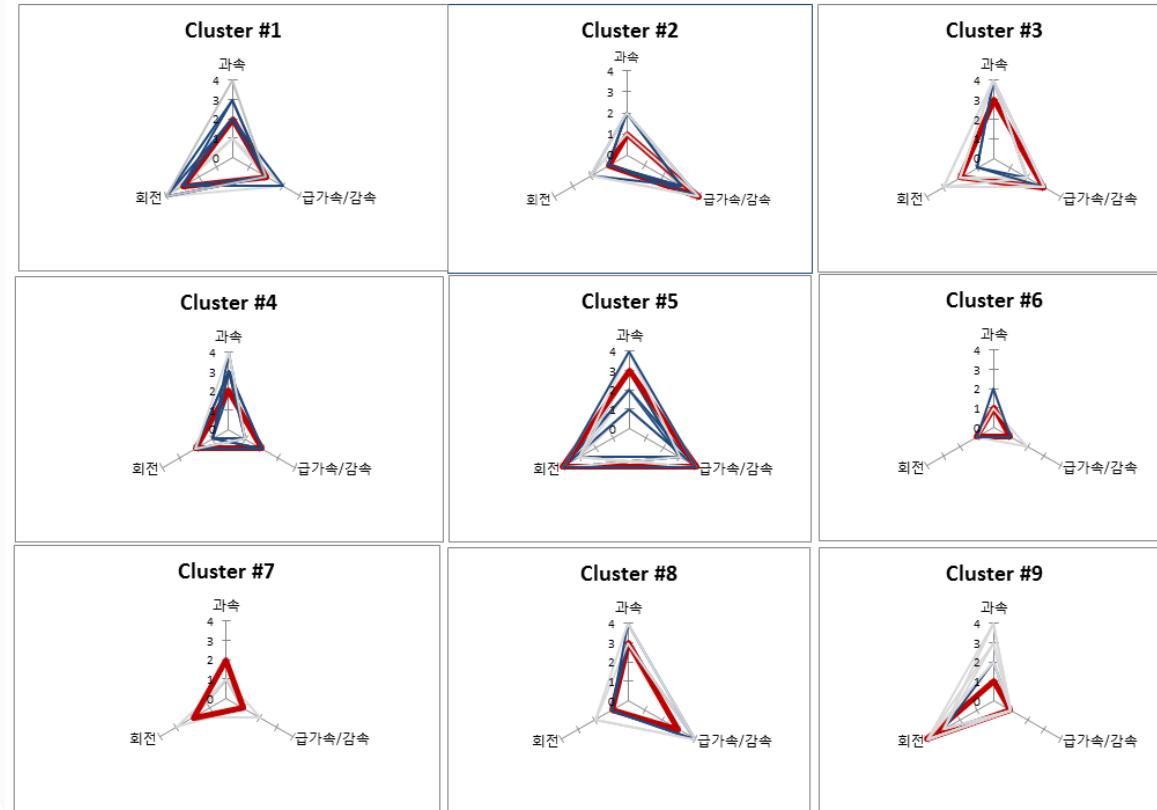 Cluster #1
과속
4
3
2
1
0
회전
급가속/감속
Cluster #2
과속
4
3
2
1
0
회전
급가속/감속
Cluster #3
과속
4
3
2
1
0
회전
급가속/감속
Cluster #4
과속
4
3
2
1
0
회전
급가속/감속
Cluster #5
과속
4
3
2
1
0
회전
급가속/감속
Cluster #6
과속
4
3
2
1
0
회전
급가속/감속
Cluster #7
과속
4
3
2
1
0
회전
급가속/감속
Cluster #8
과속
4
3
2
1
0
회전
급가속/감속
Cluster #9
과속
4
3
2
1
0
회전
급가속/감속